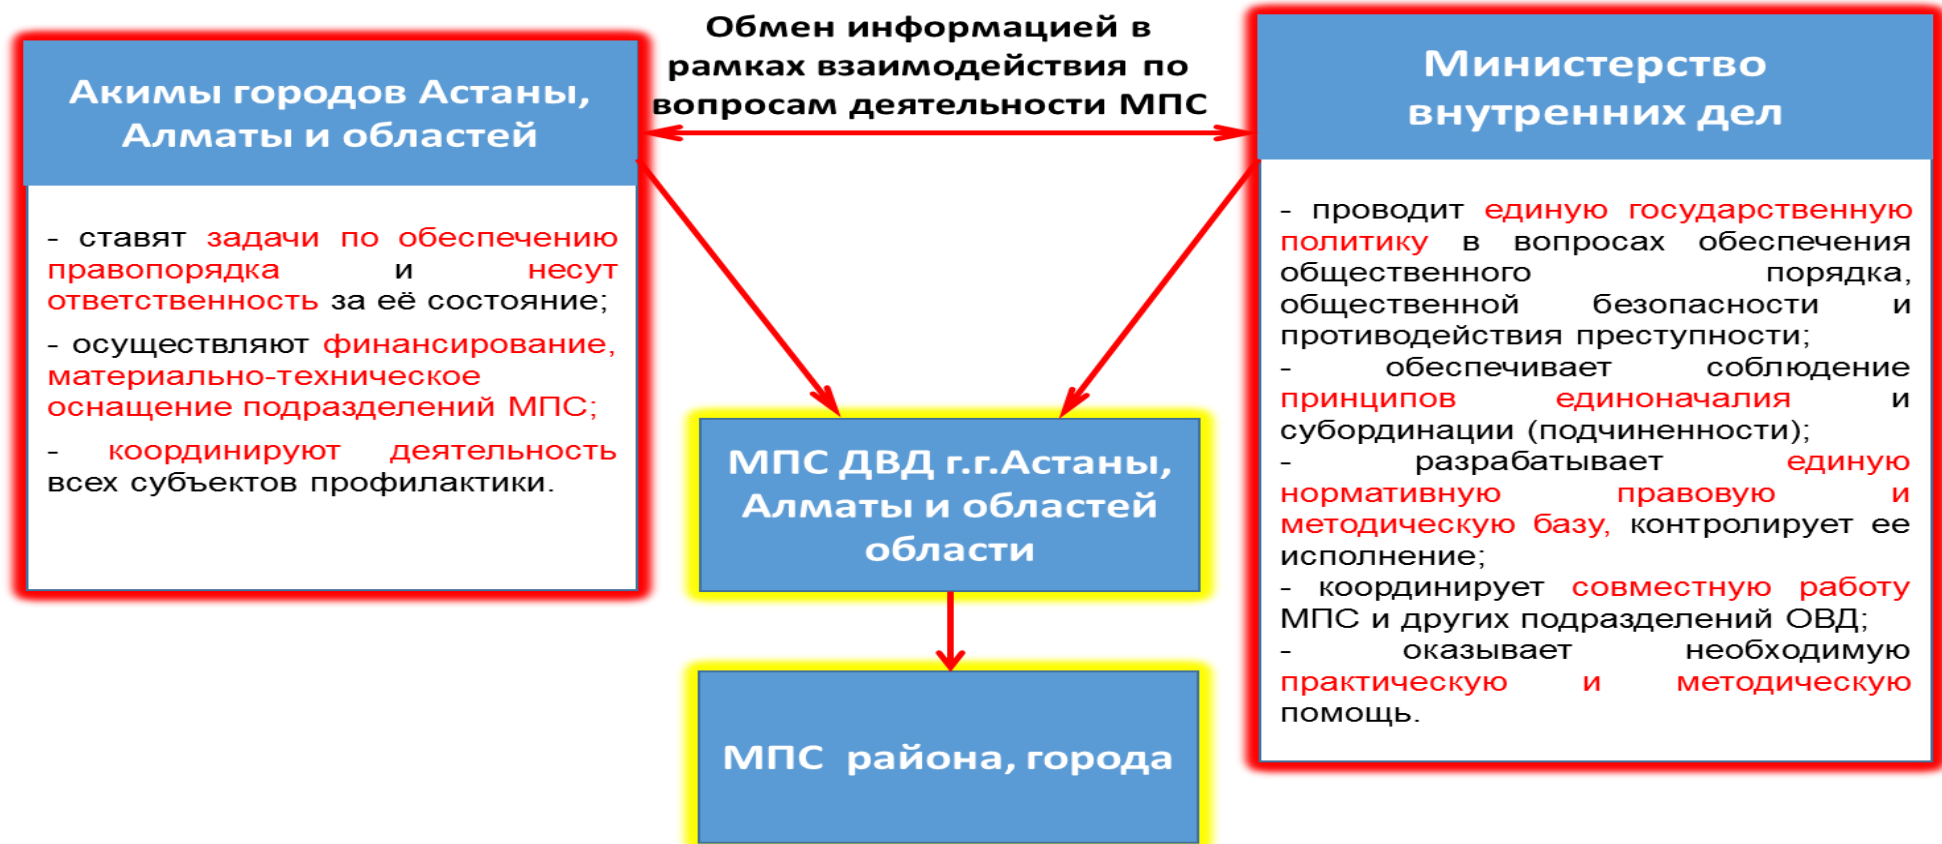 Акимы городов Астаны,
Алматы и областей
- ставят задачи по обеспечению
правопорядка и несут
ответственность за её состояние;
- осуществляют финансирование,
материально-техническое
оснащение подразделений МПС;
- координируют деятельность
всех субъектов профилактики.
Обмен информацией в
рамках взаимодействия по
вопросам деятельности МПС
Министерство
внутренних дел
- проводит единую государственную
политику в вопросах обеспечения
общественного порядка,
общественной безопасности и
противодействия преступности;
- обеспечивает соблюдение
принципов единоначалия и
субординации (подчиненности);
- разрабатывает единую
нормативную правовую и
методическую базу, контролирует ее
исполнение;
- координирует совместную работу
МПС и других подразделений ОВД;
- оказывает необходимую
практическую и методическую
помощь.
МПС ДВД г.г.Астаны,
Алматы и областей
области
МПС района, города